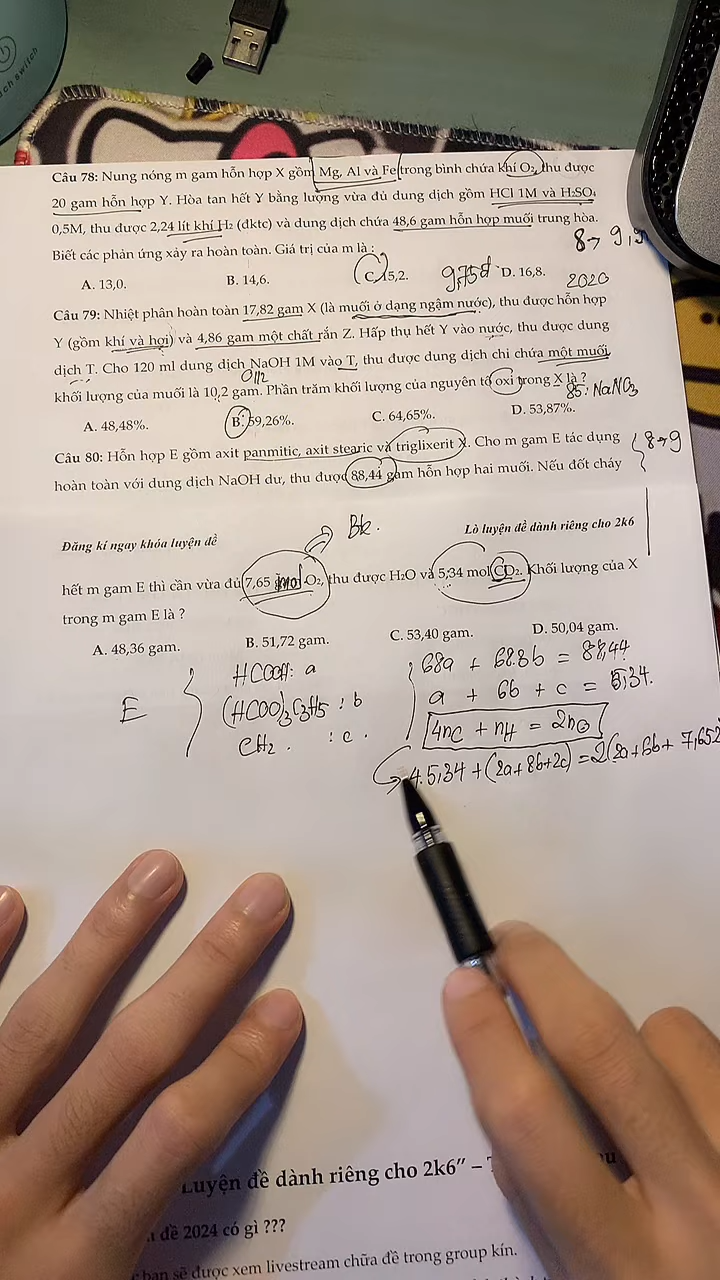 ach switch
Câu 78: Nung nóng m gam hỗn hợp X gồm Mg, Al và Fe trong bình chứa khí O₂, thu được
20 gam hỗn hợp Y. Hòa tan hết Y bằng lượng vừa đủ dung dịch gồm HCl 1M và H₂SO₄
0,5M, thu được 2,24 lít khí H₂ (đktc) và dung dịch chứa 48,6 gam hỗn hợp muối trung hòa.
Biết các phản ứng xảy ra hoàn toàn. Giá trị của m là :
8 → 9,
A. 13,0. B. 14,6. C. 15,2. 9,75đ D. 16,8.
2020
Câu 79: Nhiệt phân hoàn toàn 17,82 gam X (là muối ở dạng ngậm nước), thu được hỗn hợp
Y (gồm khí và hơi) và 4,86 gam một chất rắn Z. Hấp thụ hết Y vào nước, thu được dung
dịch T. Cho 120 ml dung dịch NaOH 1M vào T, thu được dung dịch chỉ chứa một muối,
0,12
khối lượng của muối là 10,2 gam. Phần trăm khối lượng của nguyên tố oxi trong X là ?
85: NaNO₃
A. 48,48%. B. 59,26%. C. 64,65%. D. 53,87%.
Câu 80: Hỗn hợp E gồm axit panmitic, axit stearic và triglixerit X. Cho m gam E tác dụng
8→9
hoàn toàn với dung dịch NaOH dư, thu được 88,44 gam hỗn hợp hai muối. Nếu đốt cháy
Btc.
Đăng kí ngay khóa luyện đề Lò luyện đề dành riêng cho 2k6
hết m gam E thì cần vừa đủ 7,65 mol O₂, thu được H₂O và 5,34 mol CO₂. Khối lượng của X
trong m gam E là ?
A. 48,36 gam. B. 51,72 gam. C. 53,40 gam. D. 50,04 gam.
E { HCOOH: a
(HCOO)₃C₃H₅ : b
CH₂ : c.
68a + 68.3b = 88,44
a + 6b + c = 5,34.
4nC + nH = 2nO
4.5,34 + (2a+8b+2c) = 2(2a+6b+ 7,65.2
Luyện đề dành riêng cho 2k6" –
đề 2024 có gì ???
bạn sẽ được xem livestream chữa đề trong group kín.